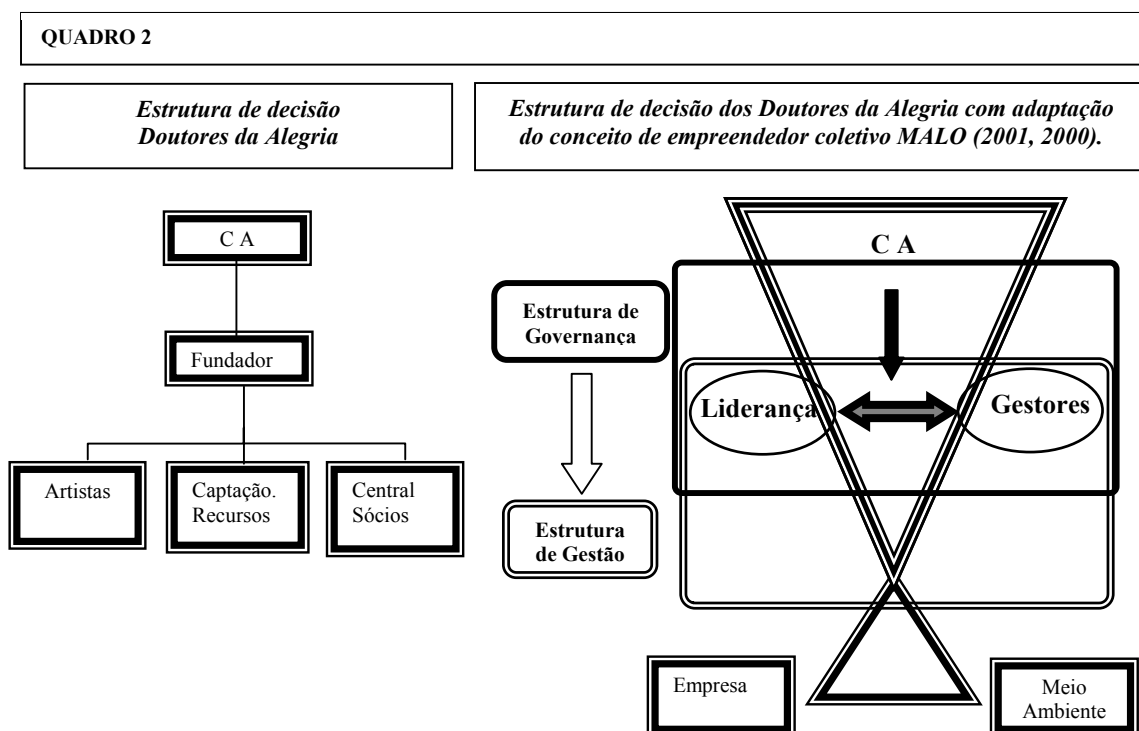 QUADRO 2
Estrutura de decisão
Doutores da Alegria
Estrutura de decisão dos Doutores da Alegria com adaptação
do conceito de empreendedor coletivo MALO (2001, 2000).
C A
Fundador
Artistas
Captação.
Recursos
Central
Sócios
C A
Estrutura de
Governança
Liderança
Gestores
Estrutura
de Gestão
Empresa
Meio
Ambiente